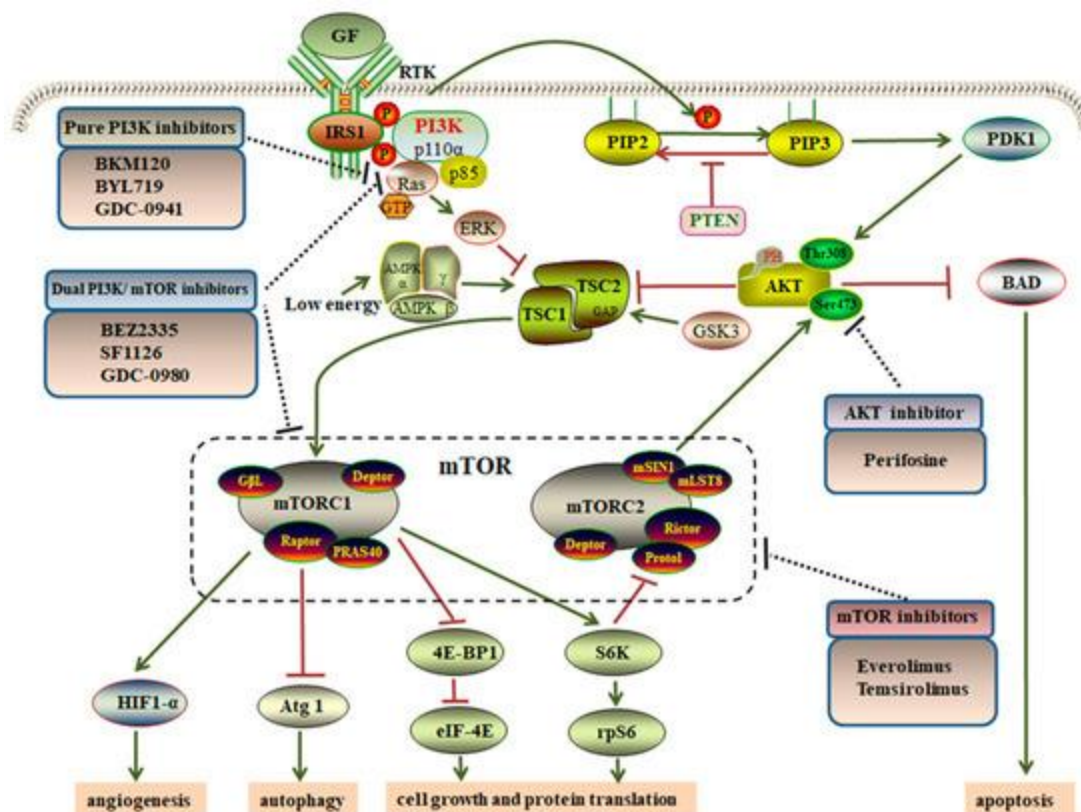 GF
RTK
IRS1
P
P
PI3K
p110α
p85
Ras
GTP
ERK
P
PIP2
PIP3
PDK1
PTEN
Pure PI3K inhibitors
BKM120
BYL719
GDC-0941
Dual PI3K/ mTOR inhibitors
BEZ2335
SF1126
GDC-0980
Low energy
AMPK
α
γ
AMPK β
TSC2
TSC1
GAP
GSK3
PH
AKT
Thr308
Ser473
BAD
AKT inhibitor
Perifosine
mTOR
GβL
Deptor
mTORC1
Raptor
PRAS40
mSIN1
mLST8
mTORC2
Rictor
Deptor
Protol
mTOR inhibitors
Everolimus
Temsirolimus
4E-BP1
S6K
HIF1-α
Atg 1
eIF-4E
rpS6
angiogenesis
autophagy
cell growth and protein translation
apoptosis